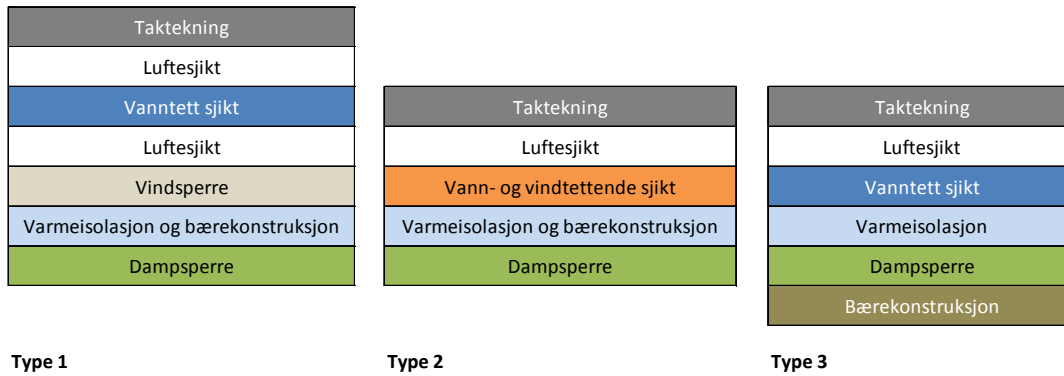 Taktekning
Luftesjikt
Vanntett sjikt
Luftesjikt
Vindsperre
Varmeisolasjon og bærekonstruksjon
Dampsperre
Type 1
Taktekning
Luftesjikt
Vann- og vindtettende sjikt
Varmeisolasjon og bærekonstruksjon
Dampsperre
Type 2
Taktekning
Luftesjikt
Vanntett sjikt
Varmeisolasjon
Dampsperre
Bærekonstruksjon
Type 3